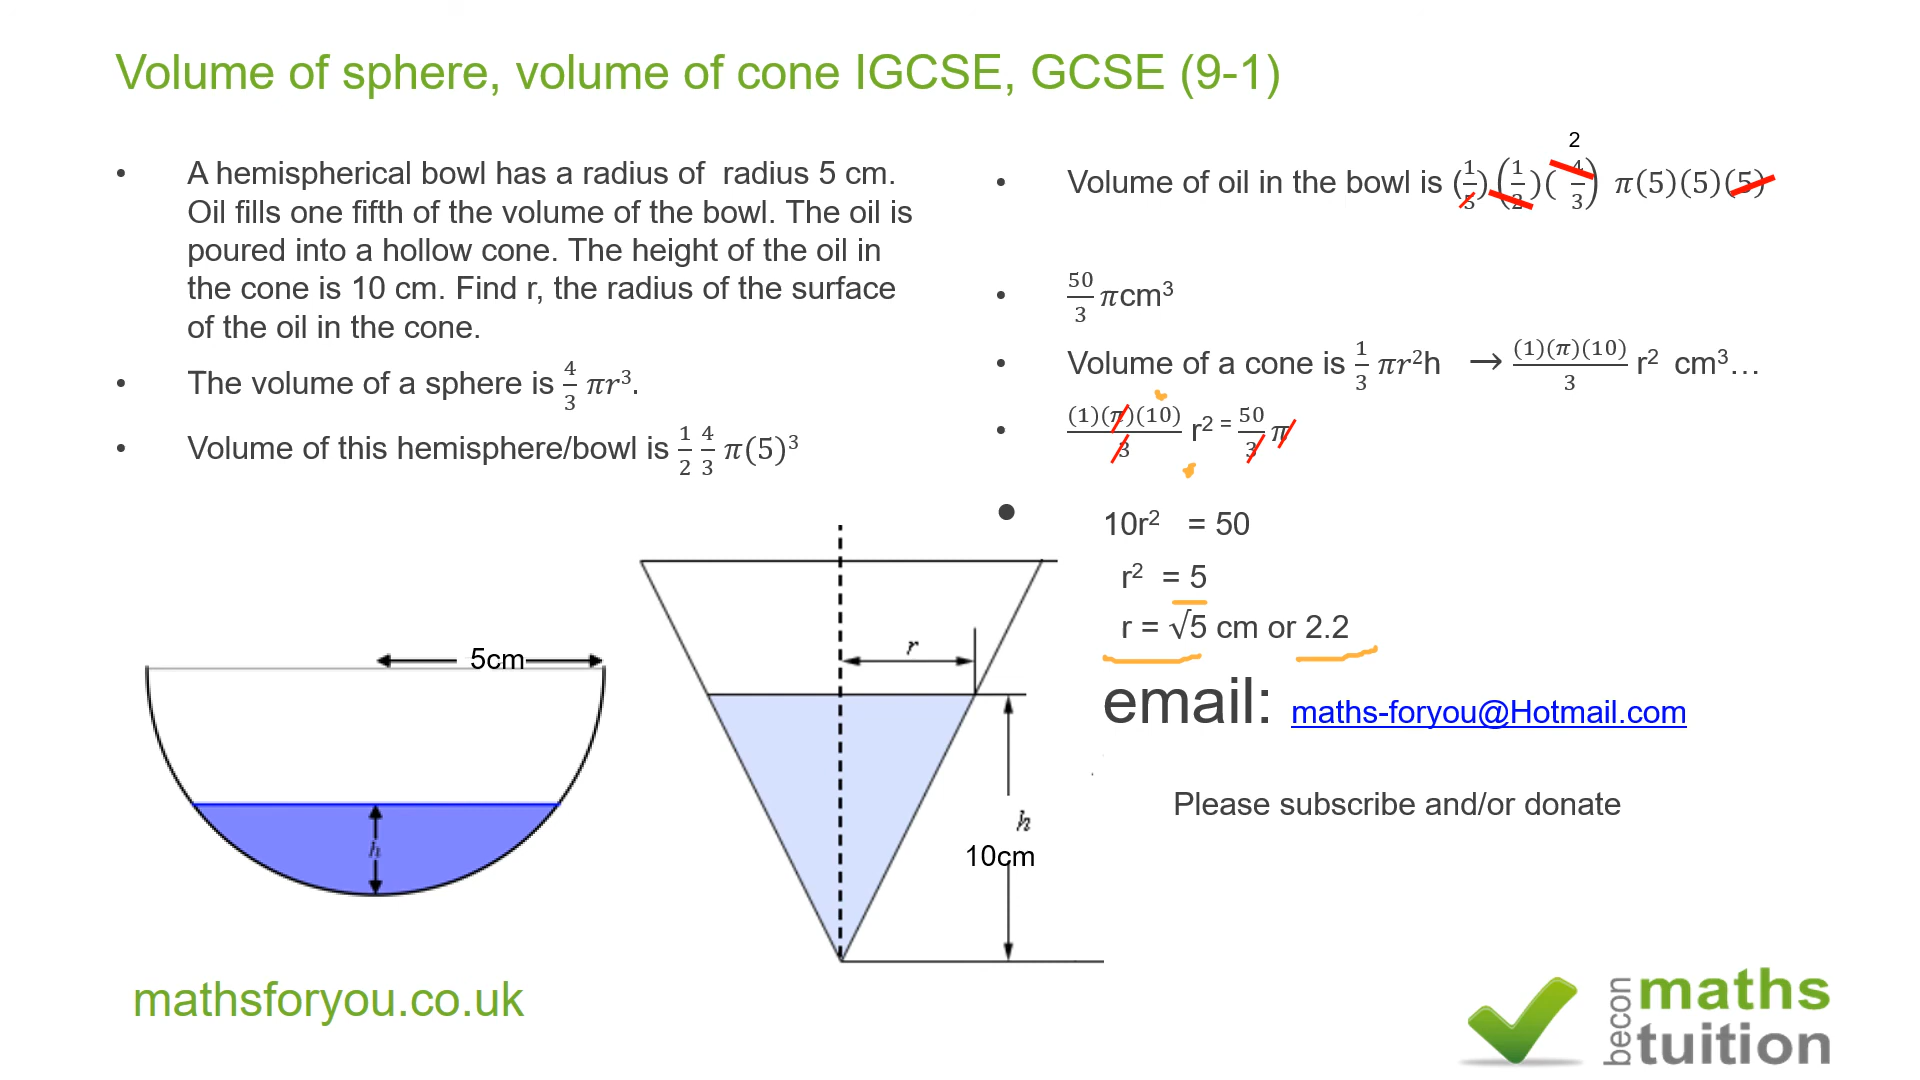 Volume of sphere, volume of cone IGCSE, GCSE (9-1)
• A hemispherical bowl has a radius of radius 5 cm.
Oil fills one fifth of the volume of the bowl. The oil is
poured into a hollow cone. The height of the oil in
the cone is 10 cm. Find r, the radius of the surface
of the oil in the cone.
• The volume of a sphere is 4/3 πr³.
• Volume of this hemisphere/bowl is 1/2 4/3 π(5)³
2
• Volume of oil in the bowl is (1/5)(1/2)(4/3) π(5)(5)(5)
• 50/3 πcm³
• Volume of a cone is 1/3 πr²h → (1)(π)(10)/3 r² cm³…
• (1)(π)(10)/3 r² = 50/3 π
• 10r² = 50
r² = 5
r = √5 cm or 2.2
email: maths-foryou@Hotmail.com
Please subscribe and/or donate
5cm
h
r
h
10cm
mathsforyou.co.uk
becon maths
tuition